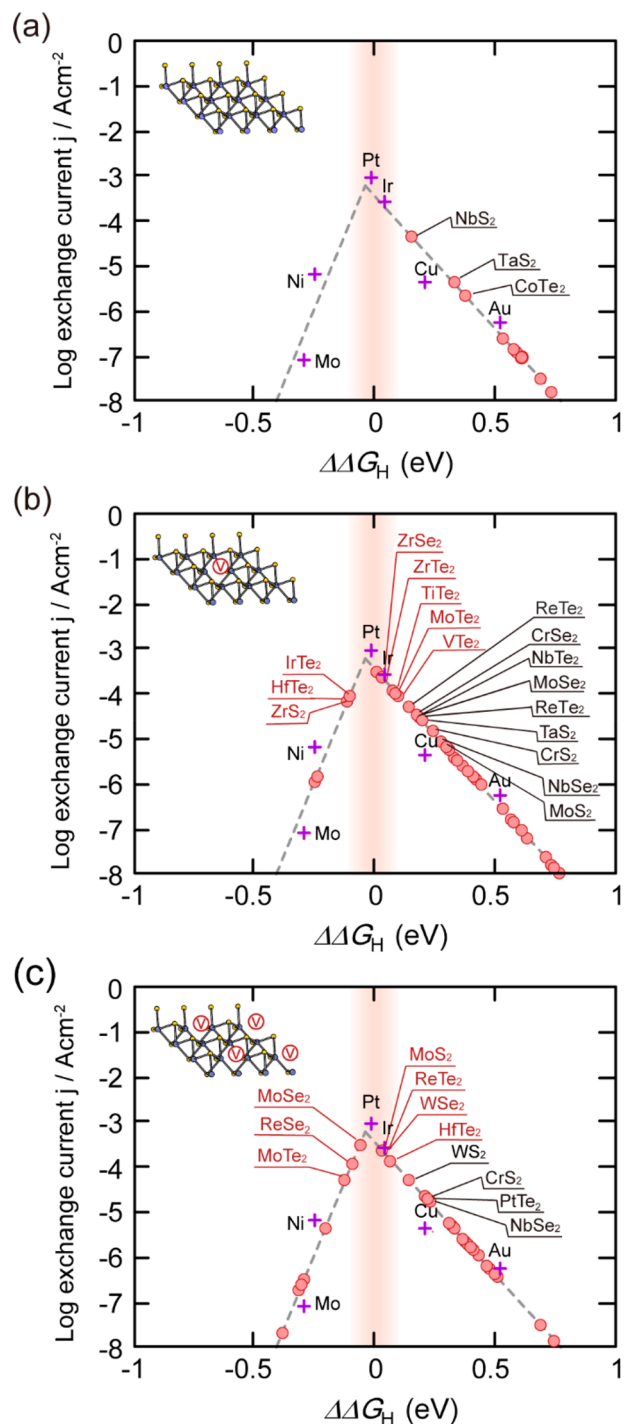 (a)
0
-1
-2
-3
-4
-5
-6
-7
-8
Log exchange current j / Acm⁻²
Pt
Ir
NbS₂
TaS₂
CoTe₂
Ni
Cu
Au
Mo
-1
-0.5
0
0.5
1
ΔΔG_H (eV)
(b)
0
-1
-2
-3
-4
-5
-6
-7
-8
Log exchange current j / Acm⁻²
V
ZrSe₂
ZrTe₂
TiTe₂
MoTe₂
VTe₂
ReTe₂
CrSe₂
NbTe₂
MoSe₂
ReTe₂
TaS₂
CrS₂
NbSe₂
MoS₂
Pt
Ir
IrTe₂
HfTe₂
ZrS₂
Ni
Cu
Au
Mo
-1
-0.5
0
0.5
1
ΔΔG_H (eV)
(c)
0
-1
-2
-3
-4
-5
-6
-7
-8
Log exchange current j / Acm⁻²
V
V
V
V
MoS₂
ReTe₂
WSe₂
HfTe₂
WS₂
CrS₂
PtTe₂
NbSe₂
MoSe₂
ReSe₂
MoTe₂
Pt
Ir
Ni
Cu
Au
Mo
-1
-0.5
0
0.5
1
ΔΔG_H (eV)